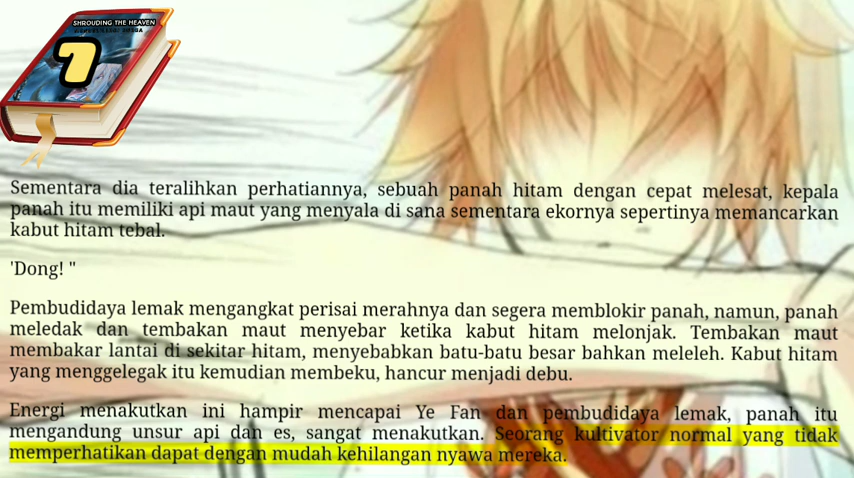 SHROUDING THE HEAVEN
7
Sementara dia teralihkan perhatiannya, sebuah panah hitam dengan cepat melesat, kepala
panah itu memiliki api maut yang menyala di sana sementara ekornya sepertinya memancarkan
kabut hitam tebal.
'Dong! "
Pembudidaya lemak mengangkat perisai merahnya dan segera memblokir panah, namun, panah
meledak dan tembakan maut menyebar ketika kabut hitam melonjak. Tembakan maut
membakar lantai di sekitar hitam, menyebabkan batu-batu besar bahkan meleleh. Kabut hitam
yang menggelegak itu kemudian membeku, hancur menjadi debu.
Energi menakutkan ini hampir mencapai Ye Fan dan pembudidaya lemak, panah itu
mengandung unsur api dan es, sangat menakutkan. Seorang kultivator normal yang tidak
memperhatikan dapat dengan mudah kehilangan nyawa mereka.